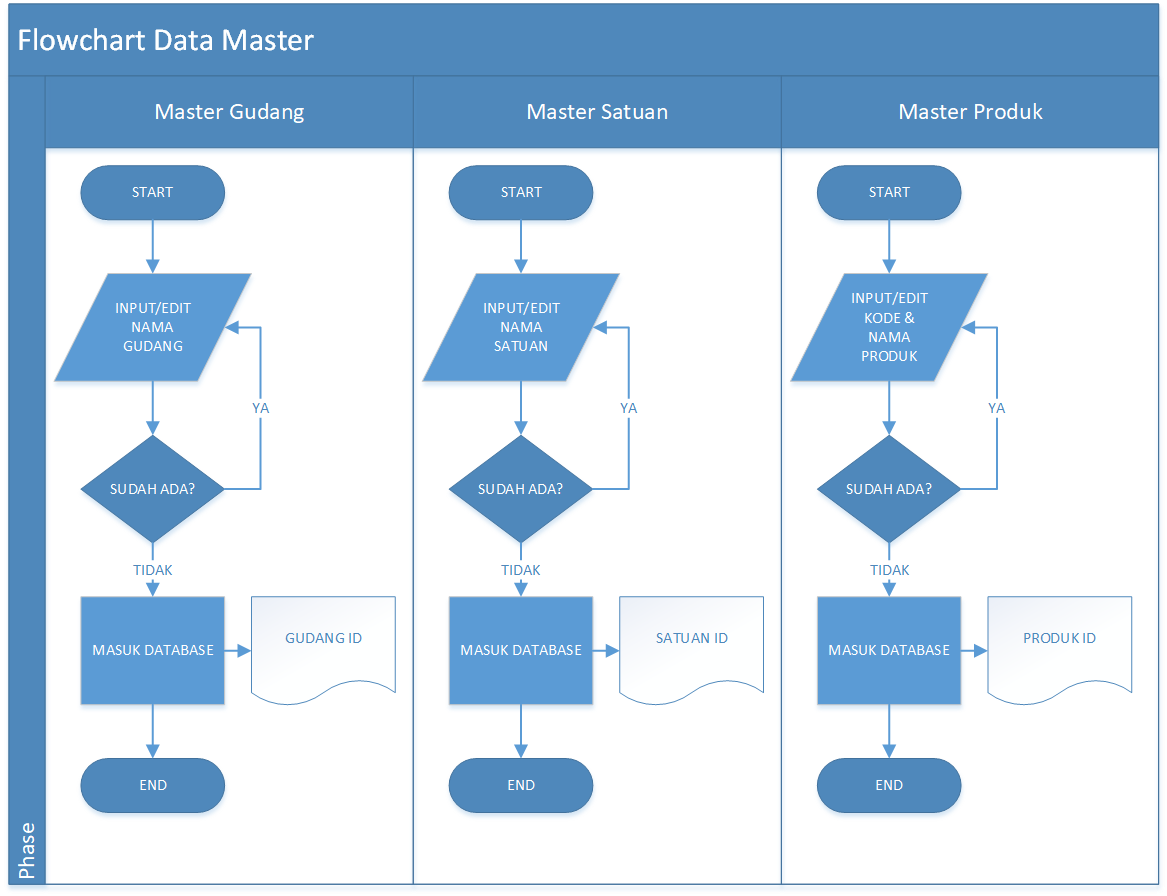 Flowchart Data Master
Master Gudang
Master Satuan
Master Produk
START
INPUT/EDIT
NAMA
GUDANG
YA
SUDAH ADA?
TIDAK
MASUK DATABASE
GUDANG ID
END
START
INPUT/EDIT
NAMA
SATUAN
YA
SUDAH ADA?
TIDAK
MASUK DATABASE
SATUAN ID
END
START
INPUT/EDIT
KODE &
NAMA
PRODUK
YA
SUDAH ADA?
TIDAK
MASUK DATABASE
PRODUK ID
END
Phase